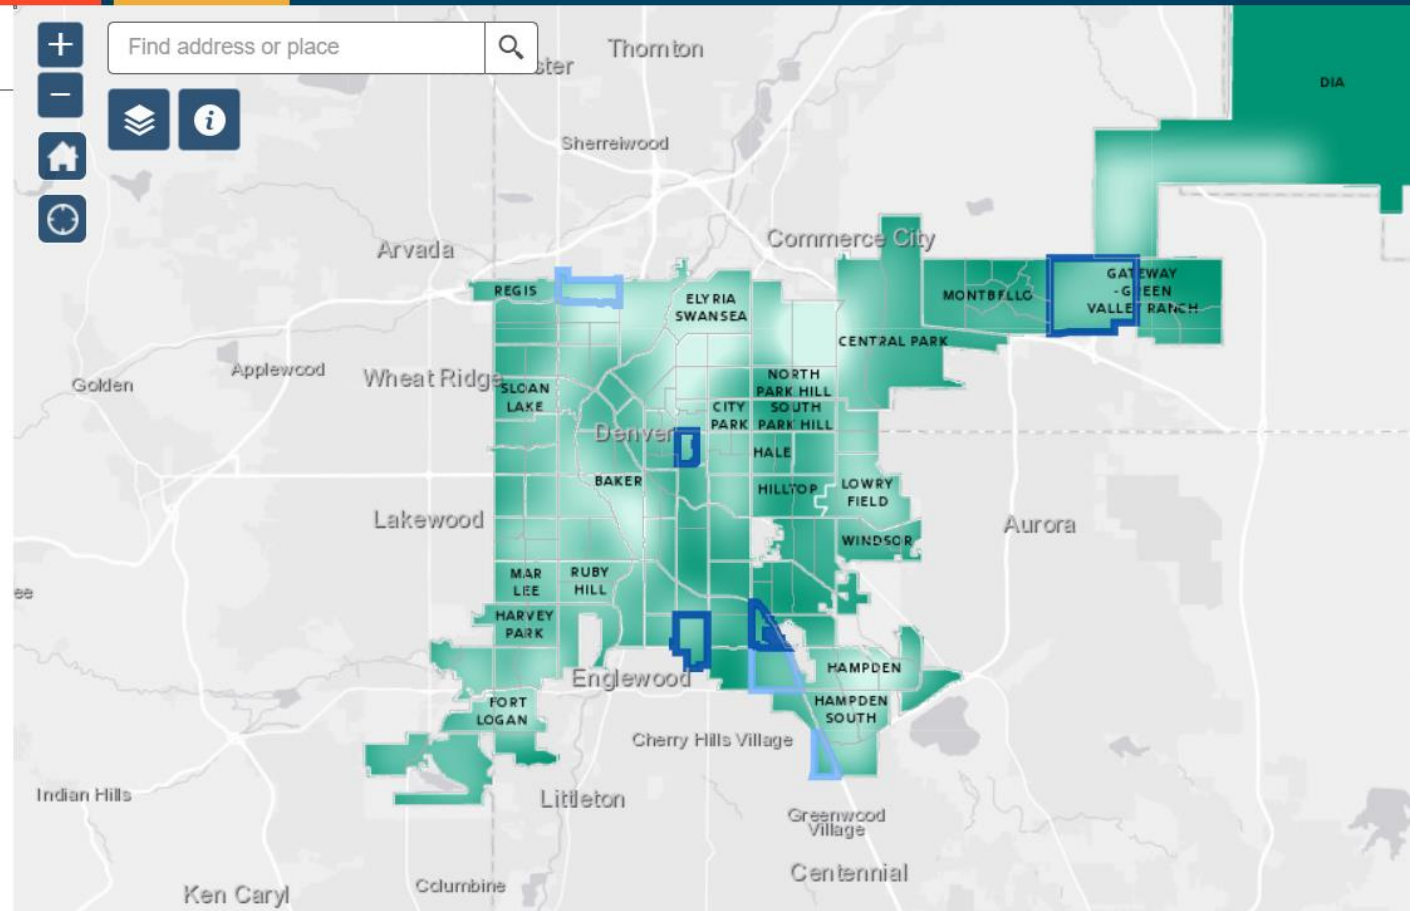 Find address or place
Thornton
ster
DIA
Sherrelwood
Arvada
Commerce City
REGIS
ELYRIA
SWANSEA
MONTBELLO
GATEWAY
-GREEN
VALLEY RANCH
CENTRAL PARK
Golden
Applewood
Wheat Ridge
SLOAN
LAKE
NORTH
PARK HILL
CITY
PARK
SOUTH
PARK HILL
Denver
HALE
BAKER
HILLTOP
LOWRY
FIELD
Lakewood
Aurora
WINDSOR
MAR
LEE
RUBY
HILL
ee
HARVEY
PARK
HAMPDEN
Englewood
FORT
LOGAN
HAMPDEN
SOUTH
Cherry Hills Village
Indian Hills
Littleton
Greenwood
Village
Centennial
Columbine
Ken Caryl